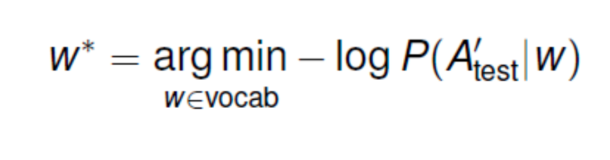 w* = arg min − log P(A′test|w)
w∈vocab